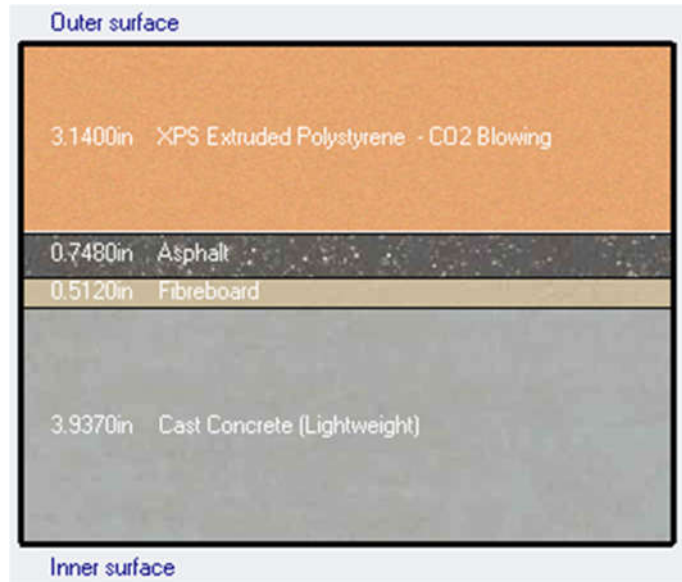 Outer surface
3.1400in XPS Extruded Polystyrene - CO2 Blowing
0.7480in Asphalt
0.5120in Fibreboard
3.9370in Cast Concrete (Lightweight)
Inner surface